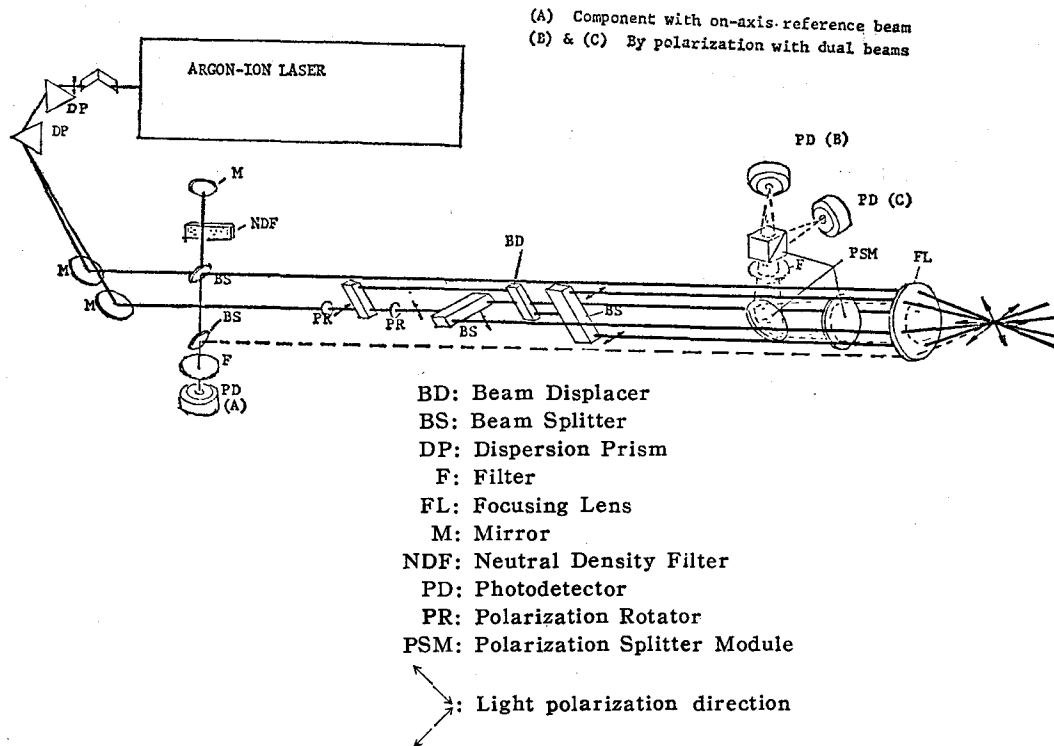 (A) Component with on-axis reference beam
(B) & (C) By polarization with dual beams
ARGON-ION LASER
DP
DP
M
NDF
BS
M
M
BS
F
PD
(A)
PR
PR
BD
BS
BS
PD (B)
PD (C)
F
PSM
FL
BD: Beam Displacer
BS: Beam Splitter
DP: Dispersion Prism
F: Filter
FL: Focusing Lens
M: Mirror
NDF: Neutral Density Filter
PD: Photodetector
PR: Polarization Rotator
PSM: Polarization Splitter Module
: Light polarization direction